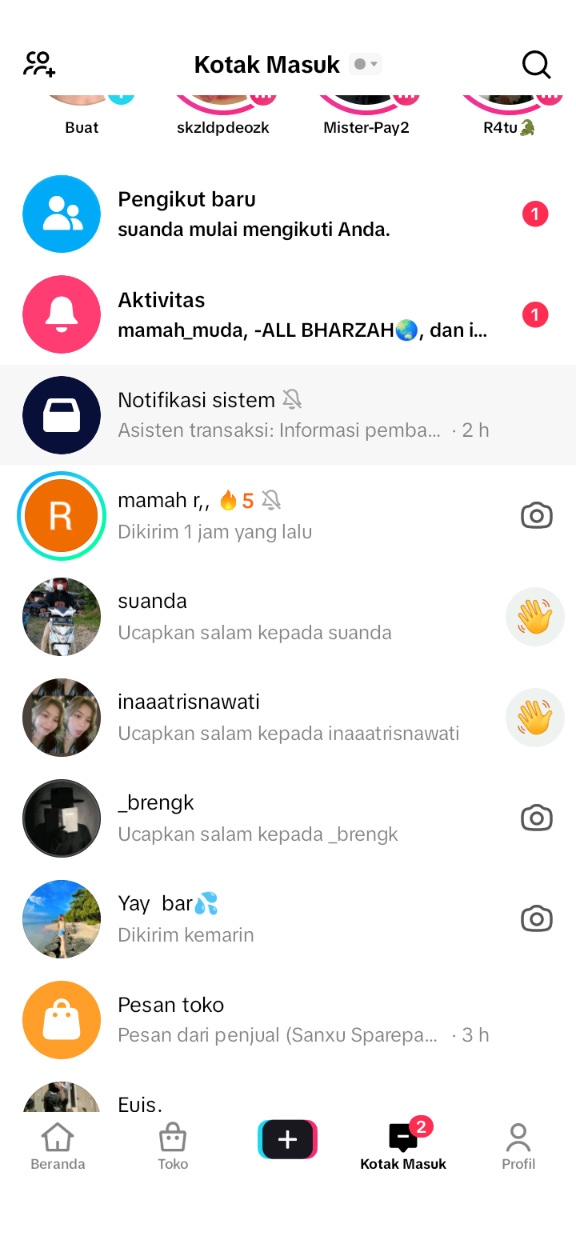 Kotak Masuk
Buat
skzldpdeozk
Mister-Pay2
R4tu🐊
Pengikut baru
suanda mulai mengikuti Anda.
1
Aktivitas
mamah_muda, -ALL BHARZAH🌏, dan i...
1
Notifikasi sistem
Asisten transaksi: Informasi pemba... · 2 h
R
mamah r,, 🔥 5
Dikirim 1 jam yang lalu
suanda
Ucapkan salam kepada suanda
inaaatrisnawati
Ucapkan salam kepada inaaatrisnawati
_brengk
Ucapkan salam kepada _brengk
Yay bar💦
Dikirim kemarin
Pesan toko
Pesan dari penjual (Sanxu Sparepa... · 3 h
Euis.
2
Beranda
Toko
Kotak Masuk
Profil